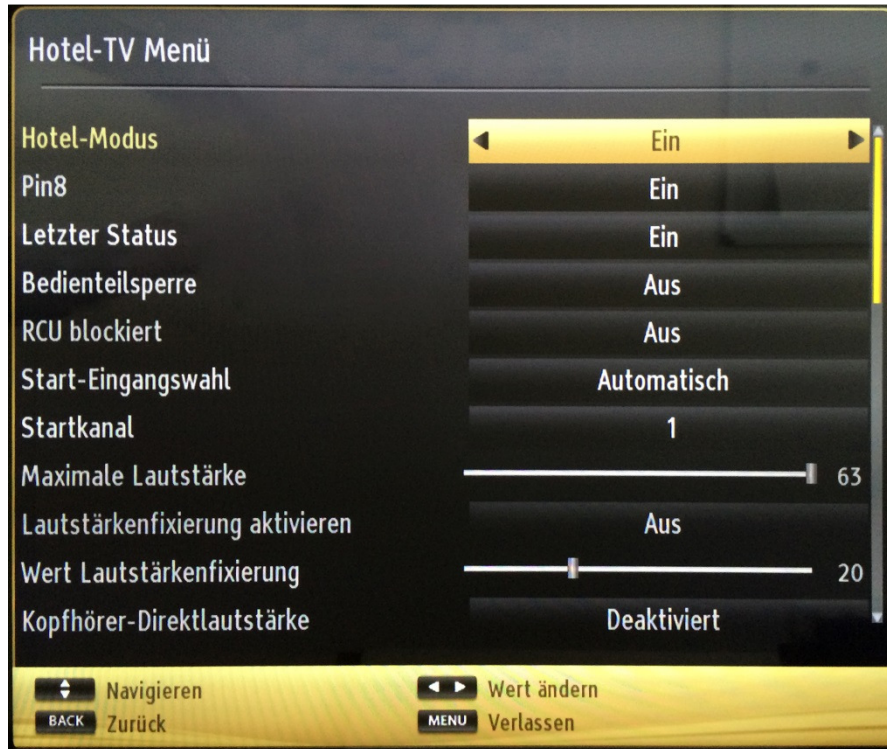 Hotel-TV Menü
Hotel-Modus Ein
Pin8 Ein
Letzter Status Ein
Bedienteilsperre Aus
RCU blockiert Aus
Start-Eingangswahl Automatisch
Startkanal 1
Maximale Lautstärke 63
Lautstärkenfixierung aktivieren Aus
Wert Lautstärkenfixierung 20
Kopfhörer-Direktlautstärke Deaktiviert
Navigieren Wert ändern
BACK Zurück MENU Verlassen